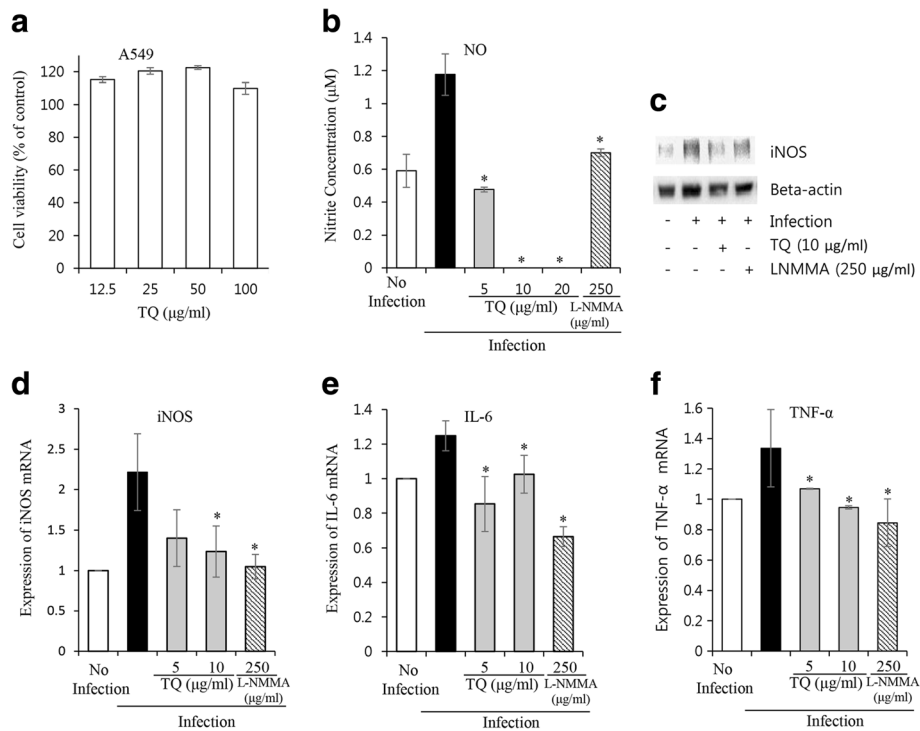 a
A549
Cell viability (% of control)
140
120
100
80
60
40
20
0
12.5 25 50 100
TQ (μg/ml)
b
NO
Nitrite Concentration (μM)
1.4
1.2
1
0.8
0.6
0.4
0.2
0
* * * *
No
Infection
5 10 20 250
TQ (μg/ml) L-NMMA
(μg/ml)
Infection
c
iNOS
Beta-actin
- + + + Infection
- - + - TQ (10 μg/ml)
- - - + LNMMA (250 μg/ml)
d
iNOS
Expression of iNOS mRNA
3
2.5
2
1.5
1
0.5
0
* *
No
Infection
5 10 250
TQ (μg/ml) L-NMMA
(μg/ml)
Infection
e
IL-6
Expression of IL-6 mRNA
1.4
1.2
1
0.8
0.6
0.4
0.2
0
* * *
No
Infection
5 10 250
TQ (μg/ml) L-NMMA
(μg/ml)
Infection
f
TNF-α
Expression of TNF-α mRNA
1.6
1.4
1.2
1
0.8
0.6
0.4
0.2
0
* * *
No
Infection
5 10 250
TQ (μg/ml) L-NMMA
(μg/ml)
Infection